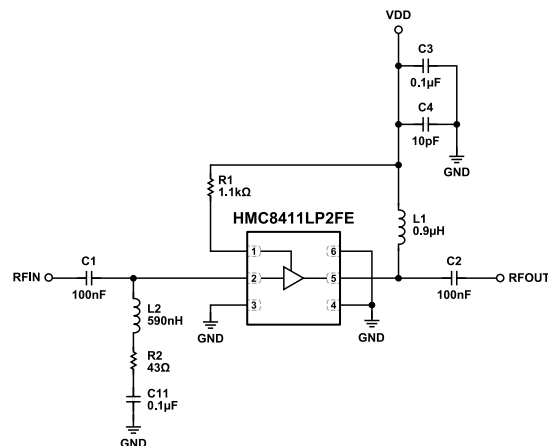 VDD
C3
0.1µF
C4
10pF
GND
R1
1.1kΩ
HMC8411LP2FE
L1
0.9µH
1
6
RFIN
C1
100nF
2
5
C2
100nF
RFOUT
3
4
L2
590nH
GND
GND
R2
43Ω
C11
0.1µF
GND